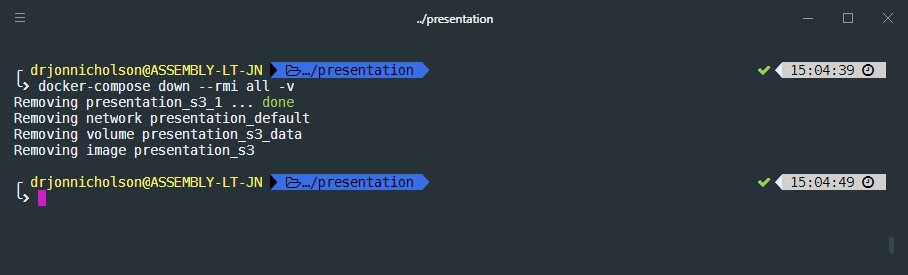 ../presentation
drjonnicholson@ASSEMBLY-LT-JN …/presentation 15:04:39
docker-compose down --rmi all -v
Removing presentation_s3_1 ... done
Removing network presentation_default
Removing volume presentation_s3_data
Removing image presentation_s3
drjonnicholson@ASSEMBLY-LT-JN …/presentation 15:04:49